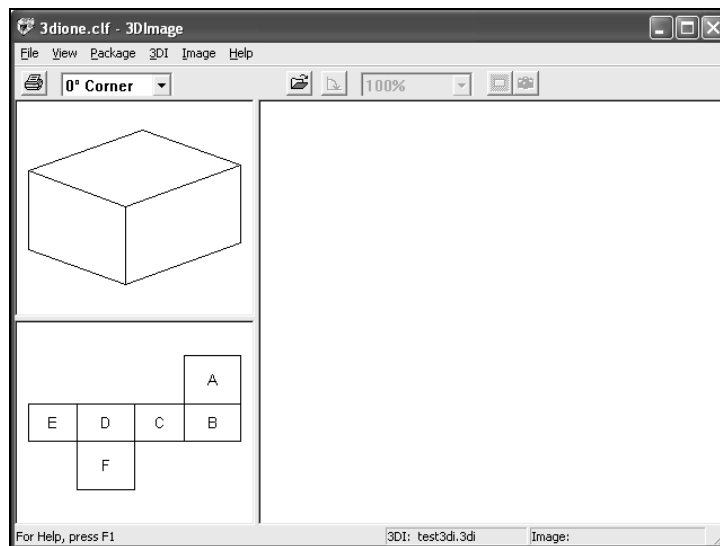 3dione.clf - 3DImage
File View Package 3DI Image Help
0° Corner 100%
A
E D C B
F
For Help, press F1 3DI: test3di.3di Image: